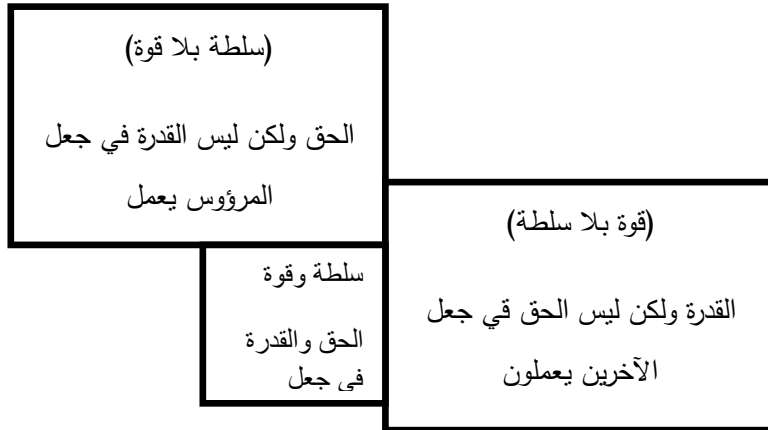 (سلطة بلا قوة)
الحق ولكن ليس القدرة في جعل
المرؤوس يعمل
(قوة بلا سلطة)
القدرة ولكن ليس الحق قي جعل
الآخرين يعملون
سلطة وقوة
الحق والقدرة
في جعل